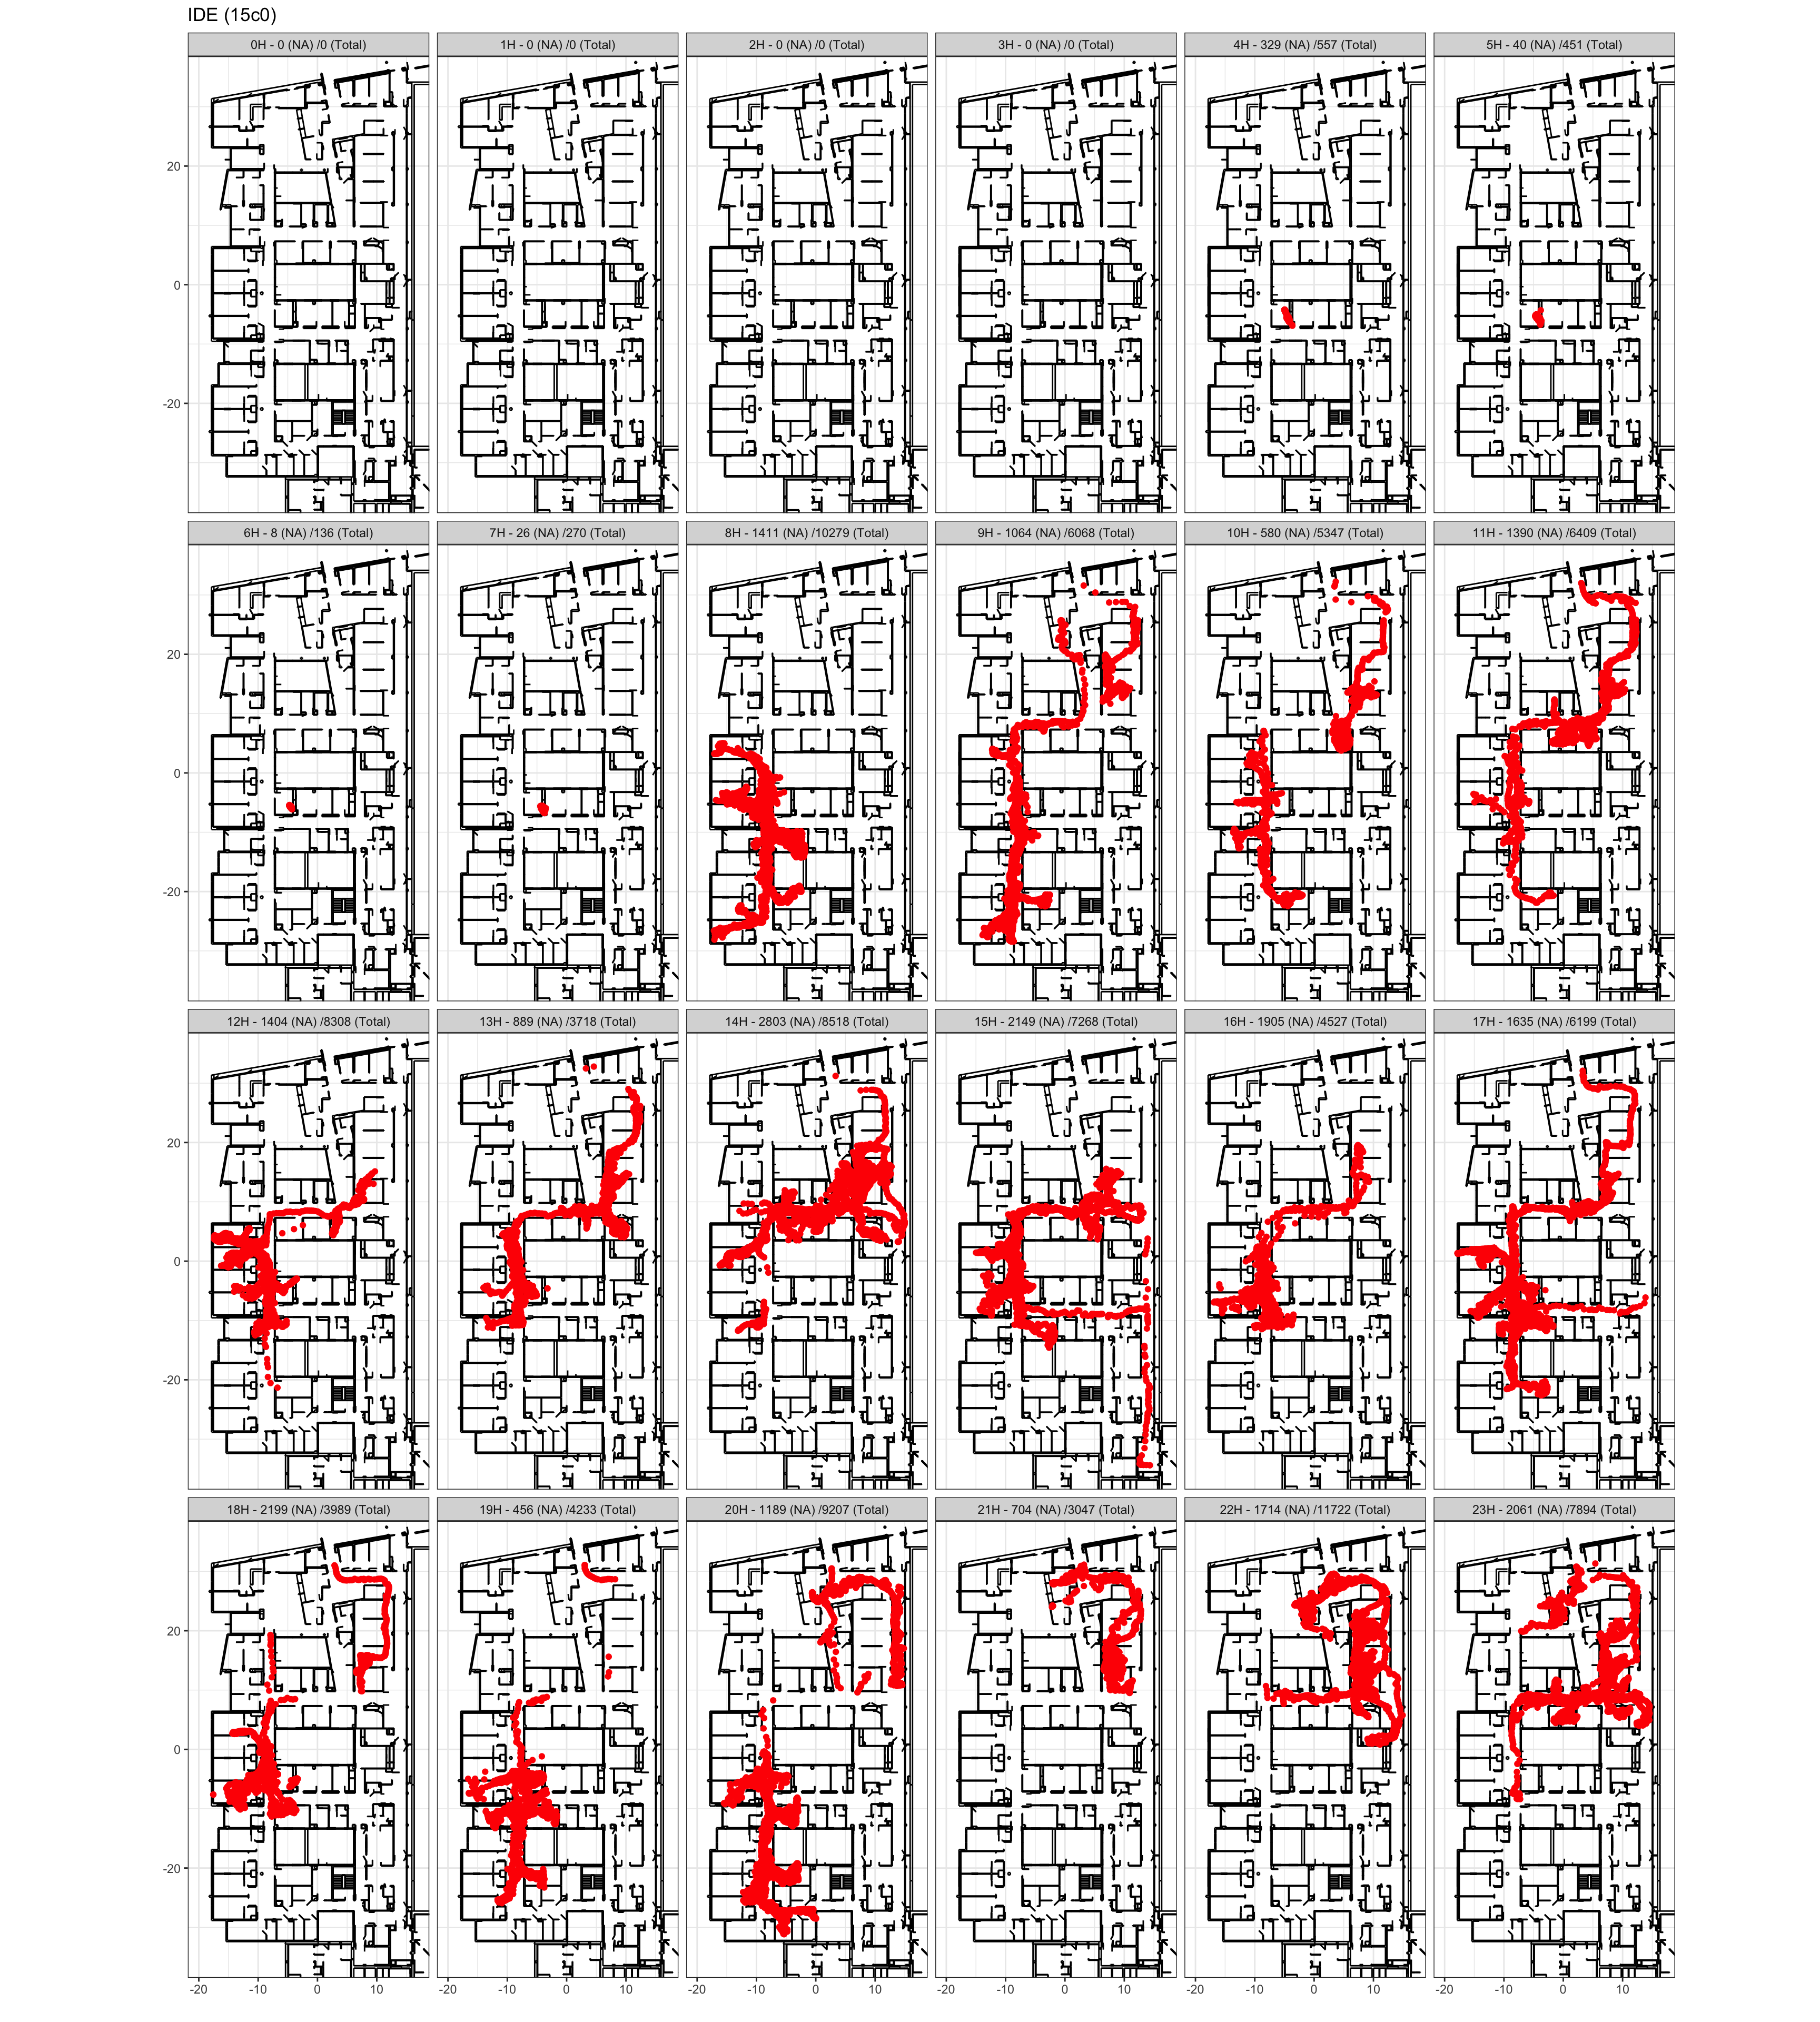 IDE (15c0)
0H - 0 (NA) /0 (Total) 1H - 0 (NA) /0 (Total) 2H - 0 (NA) /0 (Total) 3H - 0 (NA) /0 (Total) 4H - 329 (NA) /557 (Total) 5H - 40 (NA) /451 (Total)
20
0
-20
6H - 8 (NA) /136 (Total) 7H - 26 (NA) /270 (Total) 8H - 1411 (NA) /10279 (Total) 9H - 1064 (NA) /6068 (Total) 10H - 580 (NA) /5347 (Total) 11H - 1390 (NA) /6409 (Total)
20
0
-20
12H - 1404 (NA) /8308 (Total) 13H - 889 (NA) /3718 (Total) 14H - 2803 (NA) /8518 (Total) 15H - 2149 (NA) /7268 (Total) 16H - 1905 (NA) /4527 (Total) 17H - 1635 (NA) /6199 (Total)
20
0
-20
18H - 2199 (NA) /3989 (Total) 19H - 456 (NA) /4233 (Total) 20H - 1189 (NA) /9207 (Total) 21H - 704 (NA) /3047 (Total) 22H - 1714 (NA) /11722 (Total) 23H - 2061 (NA) /7894 (Total)
20
0
-20
-20 -10 0 10 -20 -10 0 10 -20 -10 0 10 -20 -10 0 10 -20 -10 0 10 -20 -10 0 10